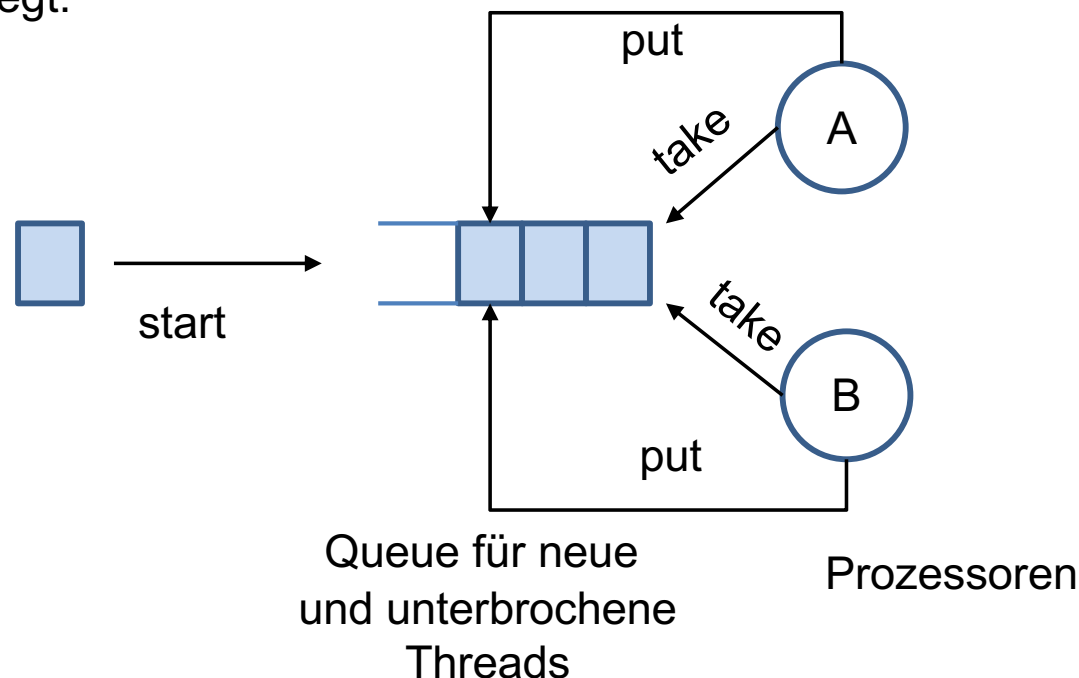 put
A
take
start
take
B
put
Queue für neue
und unterbrochene
Threads
Prozessoren